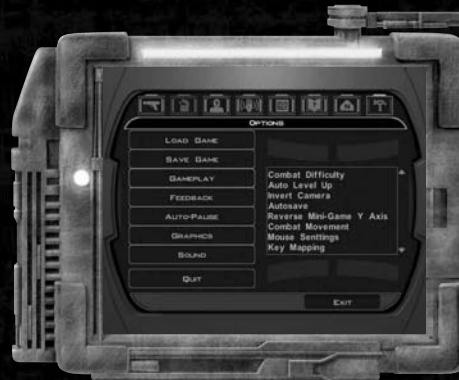 OPTIONS
LOAD GAME
SAVE GAME
GAMEPLAY
FEEDBACK
AUTO-PAUSE
GRAPHICS
SOUND
QUIT
Combat Difficulty
Auto Level Up
Invert Camera
Autosave
Reverse Mini-Game Y Axis
Combat Movement
Mouse Senttings
Key Mapping
EXIT